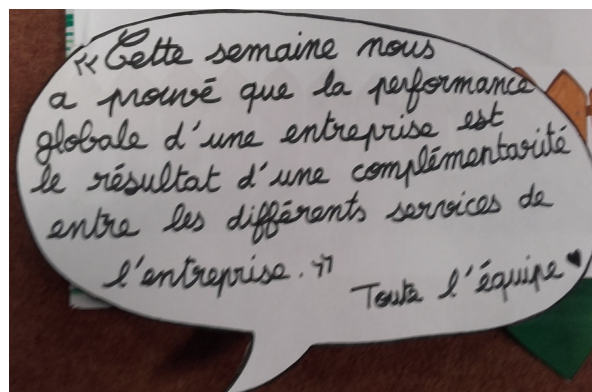 « Cette semaine nous
a prouvé que la performance
globale d'une entreprise est
le résultat d'une complémentarité
entre les différents services de
l'entreprise. »
Toute l'équipe ♥